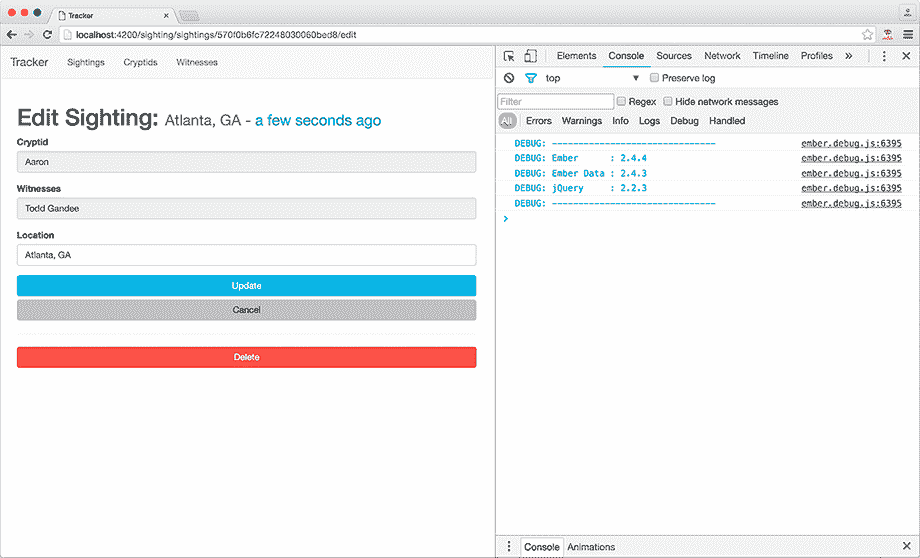 Tracker
localhost:4200/sighting/sightings/570f0b6fc72248030060bed8/edit
Tracker Sightings Cryptids Witnesses
Edit Sighting: Atlanta, GA - a few seconds ago
Cryptid
Aaron
Witnesses
Todd Gandee
Location
Atlanta, GA
Update
Cancel
Delete
Elements Console Sources Network Timeline Profiles »
top ▼ Preserve log
Filter Regex Hide network messages
All Errors Warnings Info Logs Debug Handled
DEBUG: ------------------------------- ember.debug.js:6395
DEBUG: Ember : 2.4.4 ember.debug.js:6395
DEBUG: Ember Data : 2.4.3 ember.debug.js:6395
DEBUG: jQuery : 2.2.3 ember.debug.js:6395
DEBUG: ------------------------------- ember.debug.js:6395
>
Console Animations